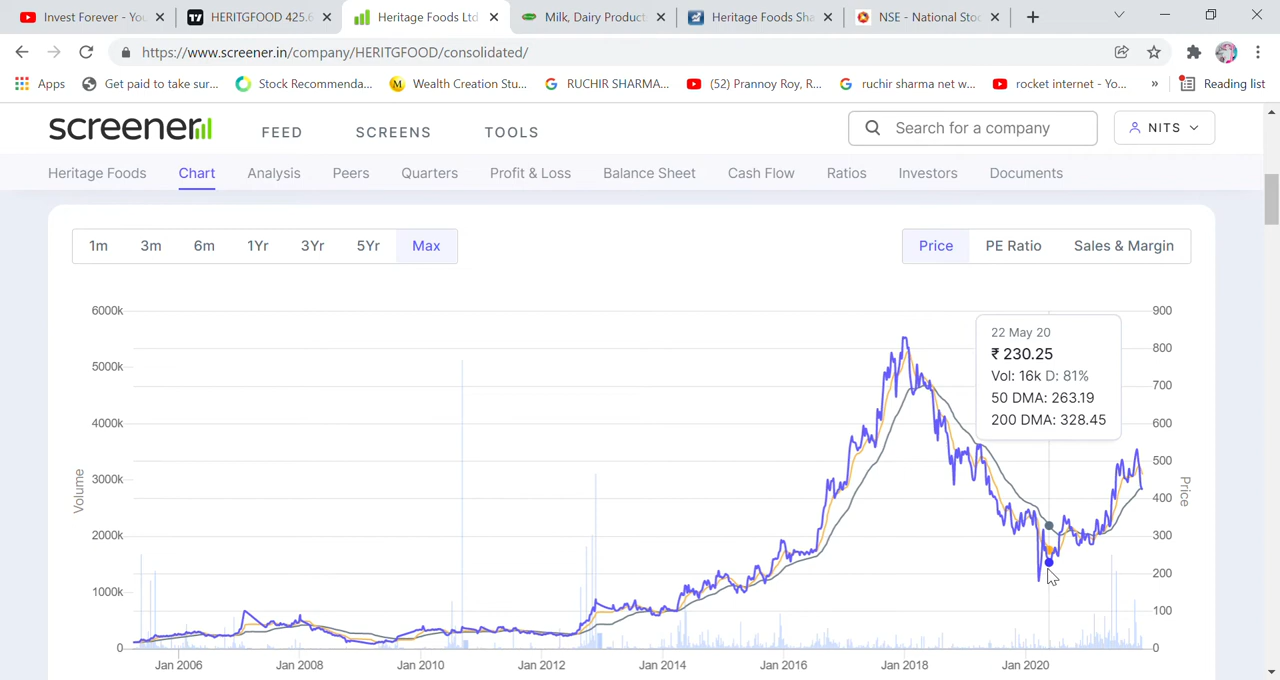 Invest Forever - You
HERITGFOOD 425.6
Heritage Foods Ltd
Milk, Dairy Product
Heritage Foods Sha
NSE - National Stoc
https://www.screener.in/company/HERITGFOOD/consolidated/
Apps
Get paid to take sur...
Stock Recommenda...
Wealth Creation Stu...
RUCHIR SHARMA...
(52) Prannoy Roy, R...
ruchir sharma net w...
rocket internet - Yo...
»
Reading list
screener
FEED
SCREENS
TOOLS
Search for a company
NITS
Heritage Foods
Chart
Analysis
Peers
Quarters
Profit & Loss
Balance Sheet
Cash Flow
Ratios
Investors
Documents
1m
3m
6m
1Yr
3Yr
5Yr
Max
Price
PE Ratio
Sales & Margin
6000k
5000k
4000k
3000k
2000k
1000k
0
Volume
22 May 20
₹ 230.25
Vol: 16k D: 81%
50 DMA: 263.19
200 DMA: 328.45
900
800
700
600
500
400
300
200
100
0
Price
Jan 2006
Jan 2008
Jan 2010
Jan 2012
Jan 2014
Jan 2016
Jan 2018
Jan 2020